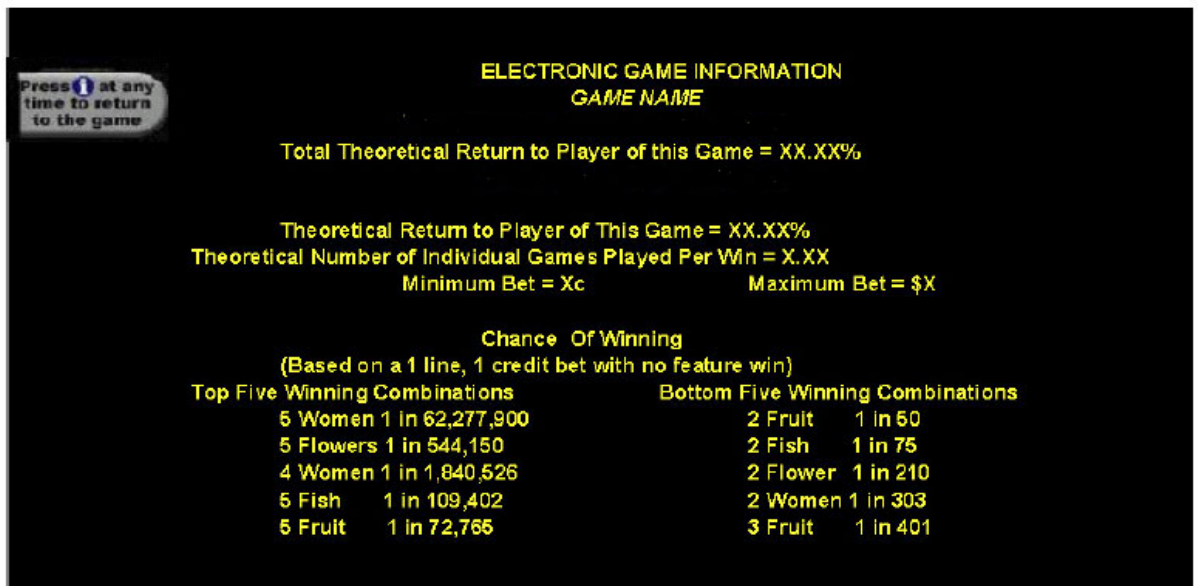 Press i at any
time to return
to the game
ELECTRONIC GAME INFORMATION
GAME NAME
Total Theoretical Return to Player of this Game = XX.XX%
Theoretical Return to Player of This Game = XX.XX%
Theoretical Number of Individual Games Played Per Win = X.XX
Minimum Bet = Xc Maximum Bet = $X
Chance Of Winning
(Based on a 1 line, 1 credit bet with no feature win)
Top Five Winning Combinations Bottom Five Winning Combinations
5 Women 1 in 62,277,900 2 Fruit 1 in 50
5 Flowers 1 in 544,150 2 Fish 1 in 75
4 Women 1 in 1,840,526 2 Flower 1 in 210
5 Fish 1 in 109,402 2 Women 1 in 303
5 Fruit 1 in 72,765 3 Fruit 1 in 401